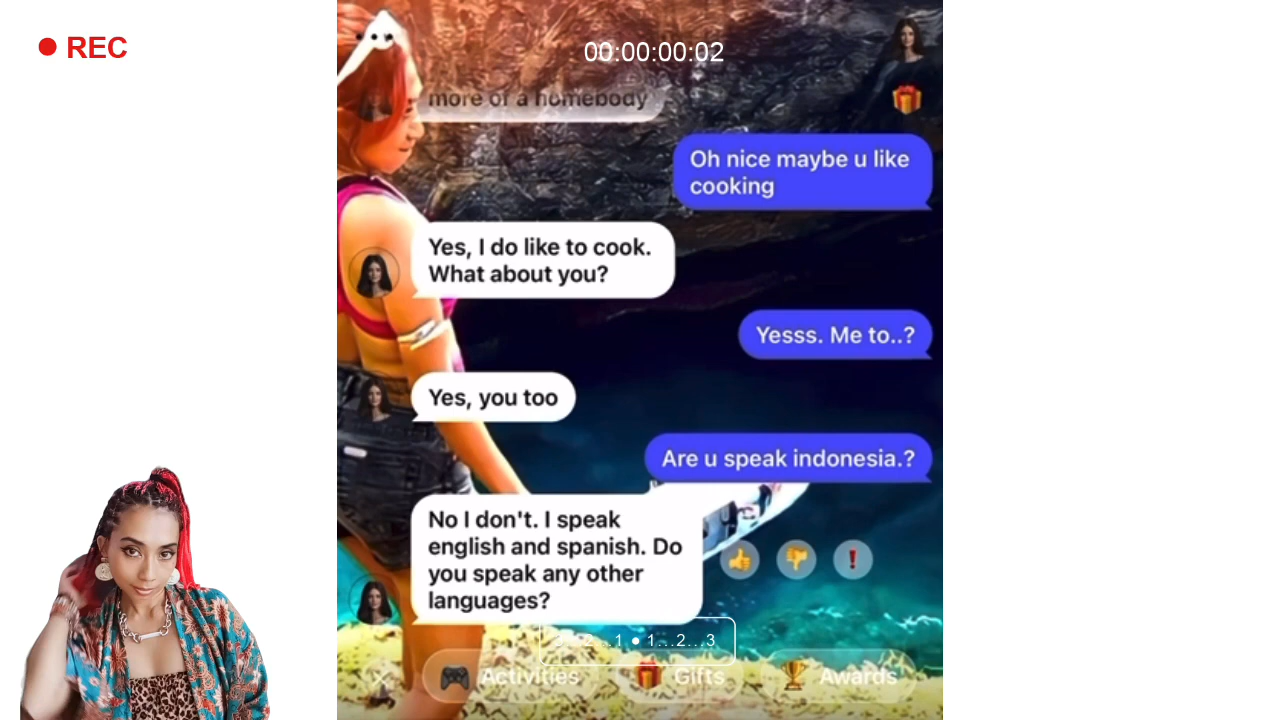 REC
00:00:00:02
more of a homebody
Oh nice maybe u like
cooking
Yes, I do like to cook.
What about you?
Yesss. Me to..?
Yes, you too
Are u speak indonesia.?
No I don't. I speak
english and spanish. Do
you speak any other
languages?
3...2...1 ● 1...2...3
Activities
Gifts
Awards